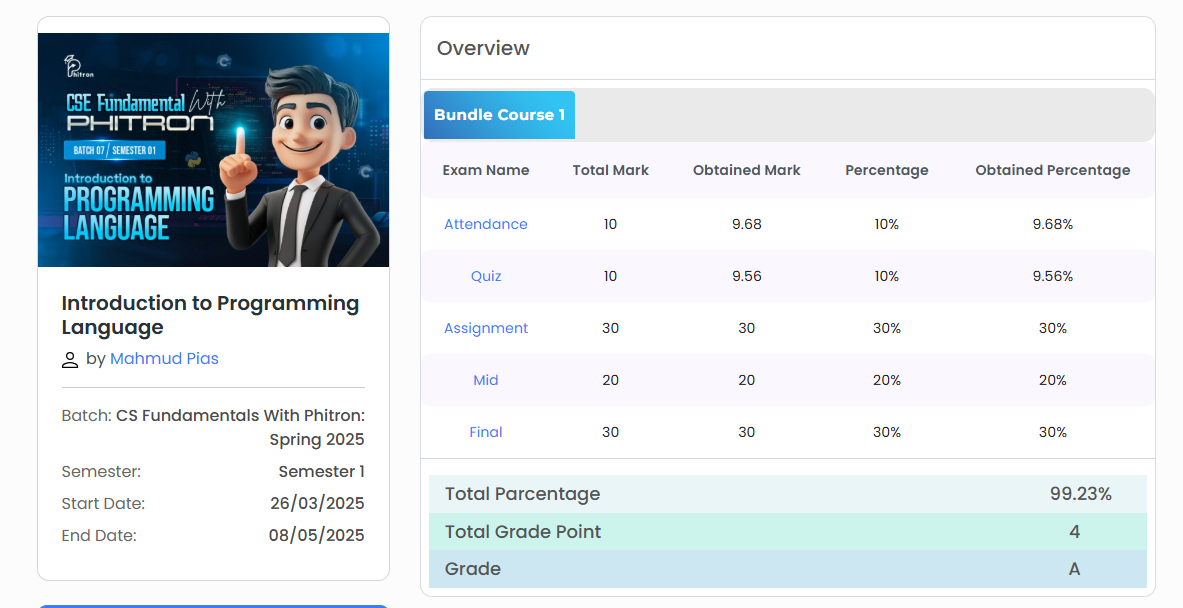 Phitron
CSE Fundamental With
PHITRON
BATCH 07 / SEMESTER 01
Introduction to
PROGRAMMING
LANGUAGE
Introduction to Programming
Language
by Mahmud Pias
Batch: CS Fundamentals With Phitron:
Spring 2025
Semester: Semester 1
Start Date: 26/03/2025
End Date: 08/05/2025
Overview
Bundle Course 1
Exam Name Total Mark Obtained Mark Percentage Obtained Percentage
Attendance 10 9.68 10% 9.68%
Quiz 10 9.56 10% 9.56%
Assignment 30 30 30% 30%
Mid 20 20 20% 20%
Final 30 30 30% 30%
Total Parcentage 99.23%
Total Grade Point 4
Grade A